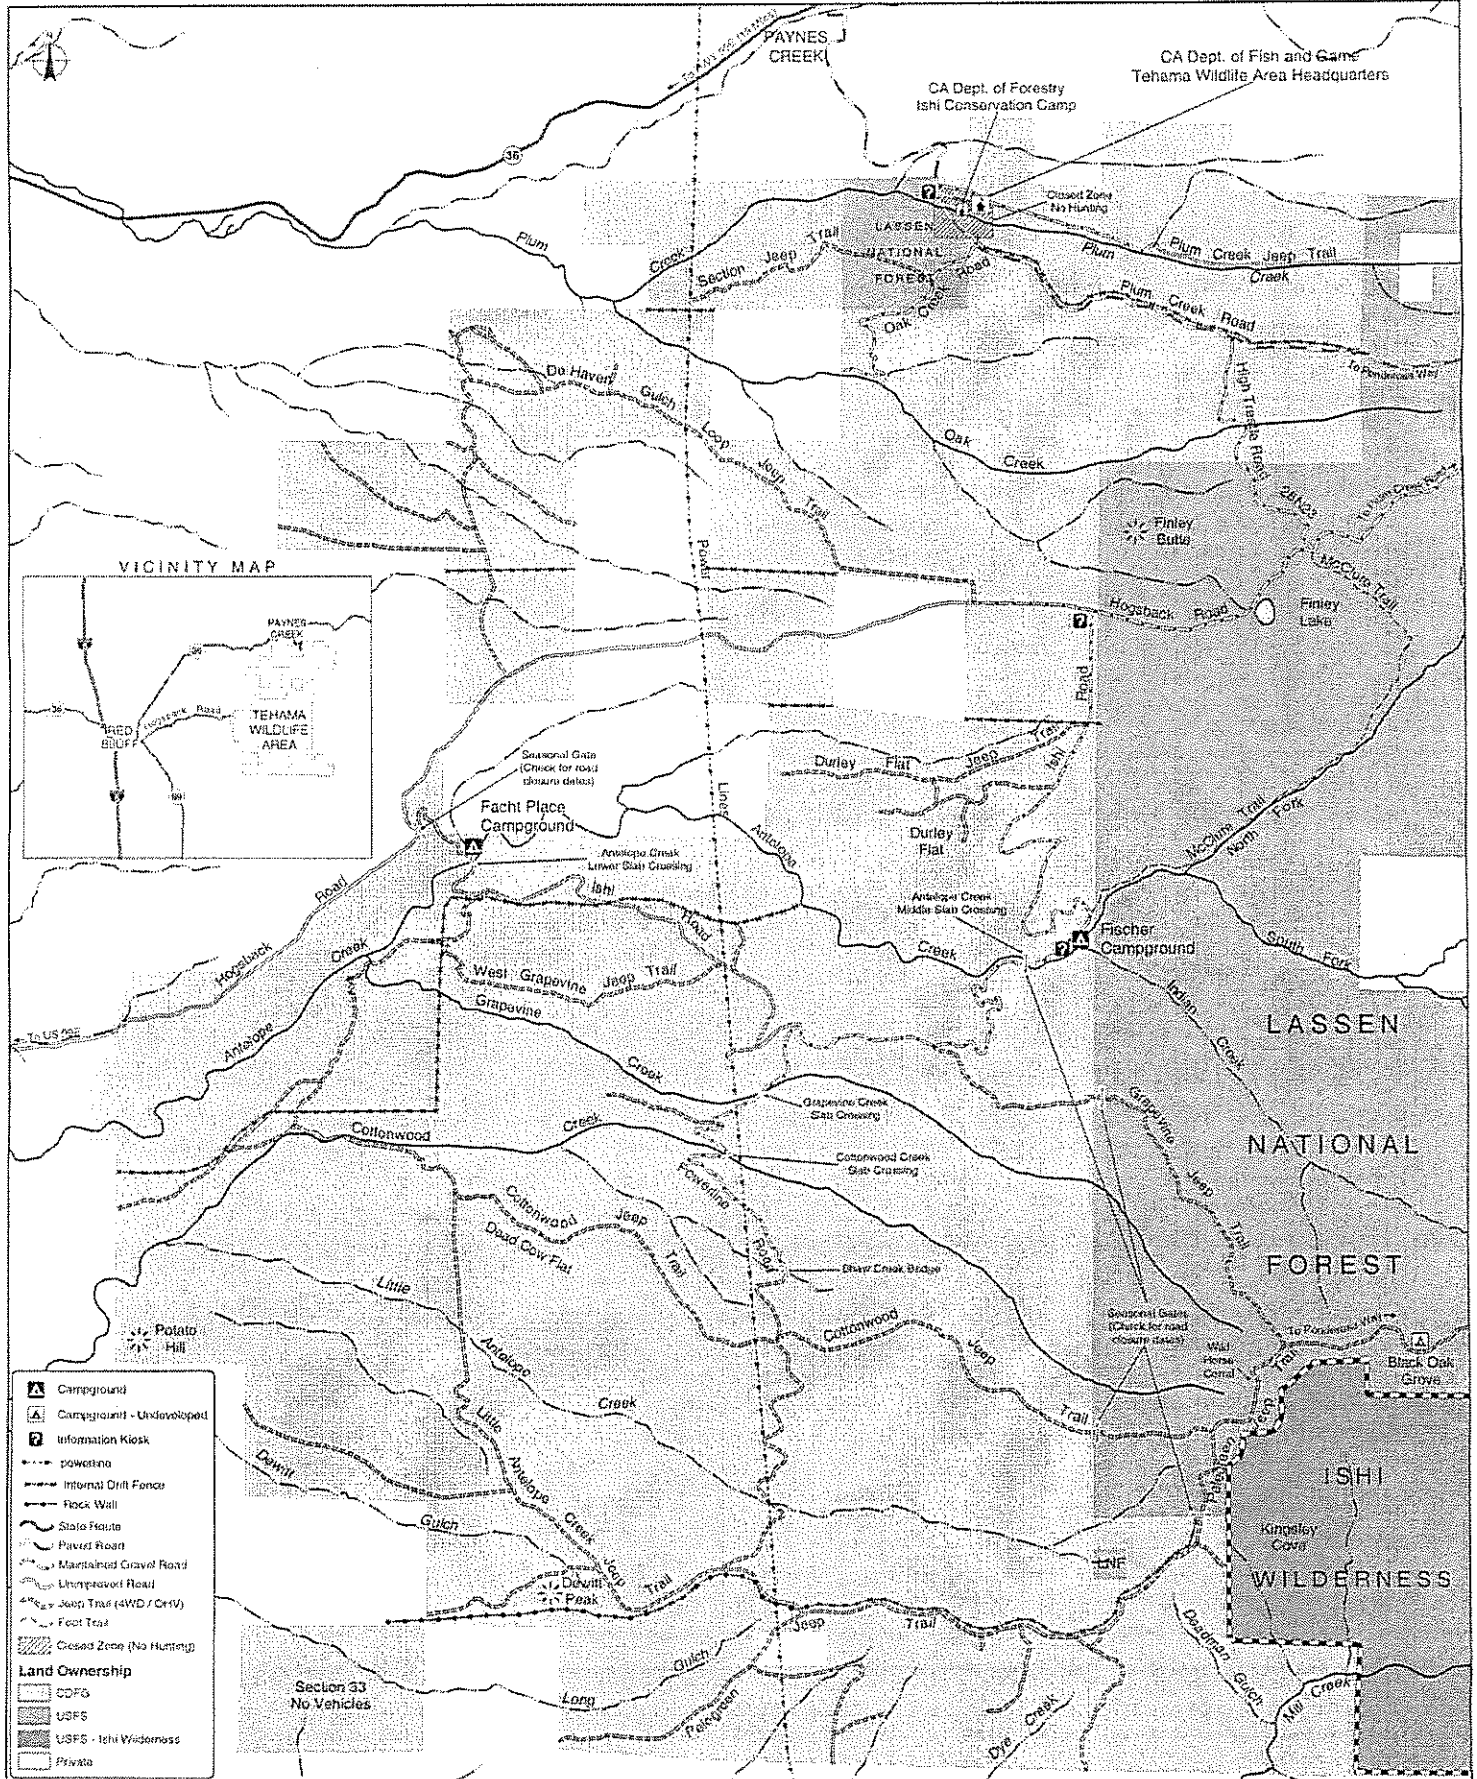 PAYNES
CREEK
CA Dept. of Fish and Game
Tehama Wildlife Area Headquarters
CA Dept. of Forestry
Ishi Conservation Camp
36
Closed Zone
No Hunting
LASSEN
NATIONAL
FOREST
Plum
Creek
Section Jeep Trail
Plum
Creek
Plum Creek Jeep Trail
Oak Creek Road
Plum Creek Road
To Ponderosa Way
De Haven Gulch Loop Jeep Trail
High Trestle Road
Oak
Creek
28N29
To Plum Creek Road
Finley
Butte
McClure Trail
Power
Lines
Hogsback Road
Finley
Lake
VICINITY MAP
PAYNES
CREEK
36
36
Hogsback Road
RED
BLUFF
TEHAMA
WILDLIFE
AREA
99
Road
Ishi
Durley Flat Jeep Trail
Seasonal Gate
(Check for road
closure dates)
Facht Place
Campground
Durley
Flat
McClure Trail
North Fork
Antelope
Creek
Antelope Creek
Lower Slab Crossing
Ishi
Road
Antelope Creek
Middle Slab Crossing
Fischer
Campground
South Fork
Hogsback
Road
Creek
Antelope
To US 99E
West Grapevine Jeep Trail
Grapevine
Creek
Indian
Creek
LASSEN
NATIONAL
FOREST
Grapevine Creek
Slab Crossing
Grapevine Jeep Trail
Cottonwood
Creek
Cottonwood Creek
Slab Crossing
Powerline
Road
Cottonwood Jeep Trail
Dead Cow Flat
Little
Antelope
Creek
Shaw Creek Bridge
Cottonwood Jeep Trail
Seasonal Gates
(Check for road
closure dates)
To Ponderosa Way
Wild
Horse
Corral
Trail
Jeep
Black Oak
Grove
Potato
Hill
Little Antelope Creek Jeep Trail
Dewitt
Gulch
Dewitt
Peak
ISHI
Kingsley
Cove
WILDERNESS
LNF
Jeep
Trail
Long
Gulch
Pelegreen
Dye
Creek
Deadman
Gulch
Mill Creek
Section 33
No Vehicles
Campground
Campground - Undeveloped
Information Kiosk
powerline
Internal Drift Fence
Rock Wall
State Route
Paved Road
Maintained Gravel Road
Unimproved Road
Jeep Trail (4WD / OHV)
Foot Trail
Closed Zone (No Hunting)
Land Ownership
CDFG
USFS
USFS - Ishi Wilderness
Private